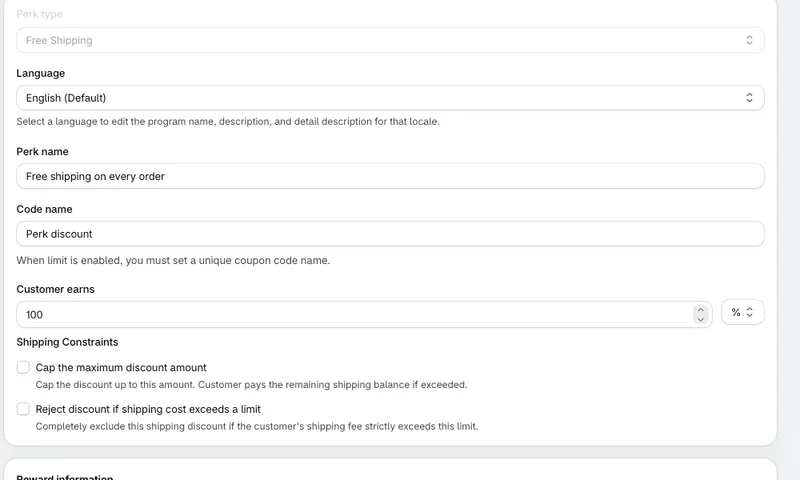 Perk type
Free Shipping
Language
English (Default)
Select a language to edit the program name, description, and detail description for that locale.
Perk name
Free shipping on every order
Code name
Perk discount
When limit is enabled, you must set a unique coupon code name.
Customer earns
100
%
Shipping Constraints
Cap the maximum discount amount
Cap the discount up to this amount. Customer pays the remaining shipping balance if exceeded.
Reject discount if shipping cost exceeds a limit
Completely exclude this shipping discount if the customer's shipping fee strictly exceeds this limit.
Reward information